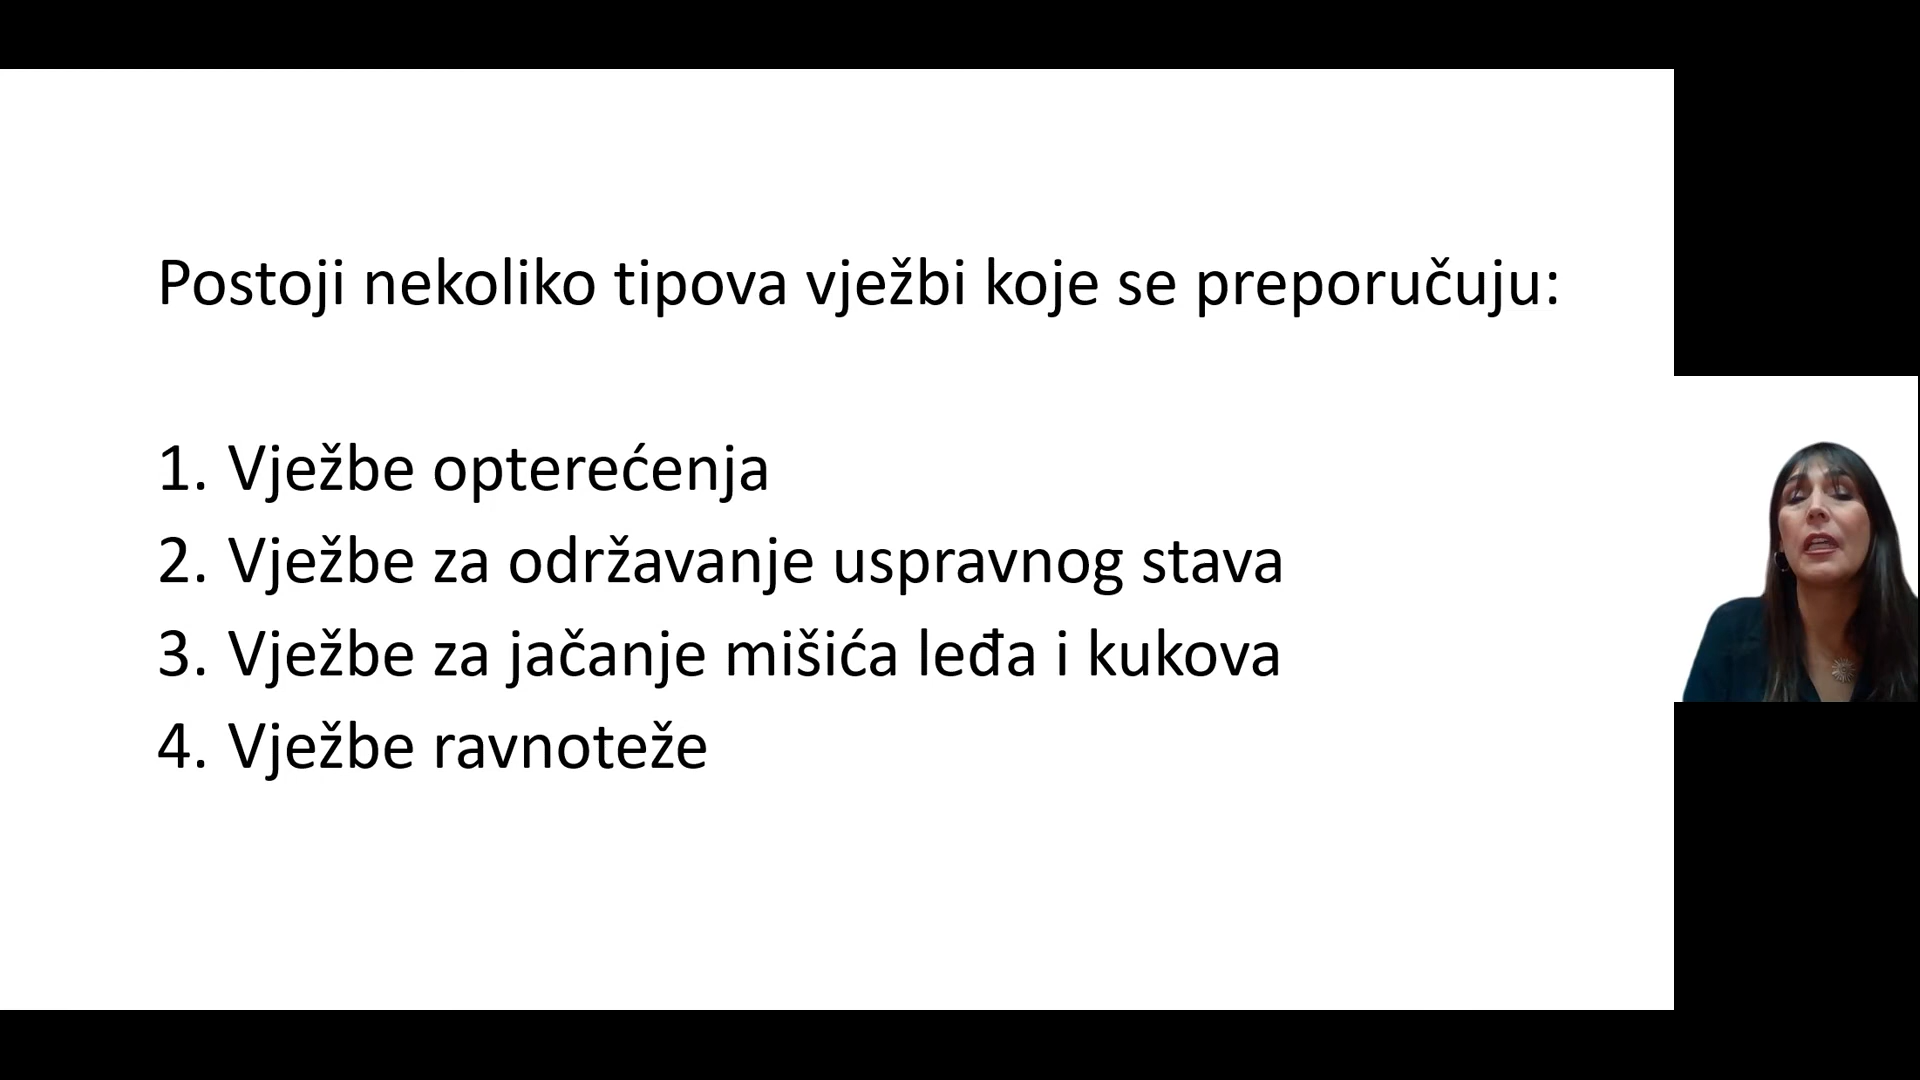 Postoji nekoliko tipova vježbi koje se preporučuju:
1. Vježbe opterećenja
2. Vježbe za održavanje uspravnog stava
3. Vježbe za jačanje mišića leđa i kukova
4. Vježbe ravnoteže